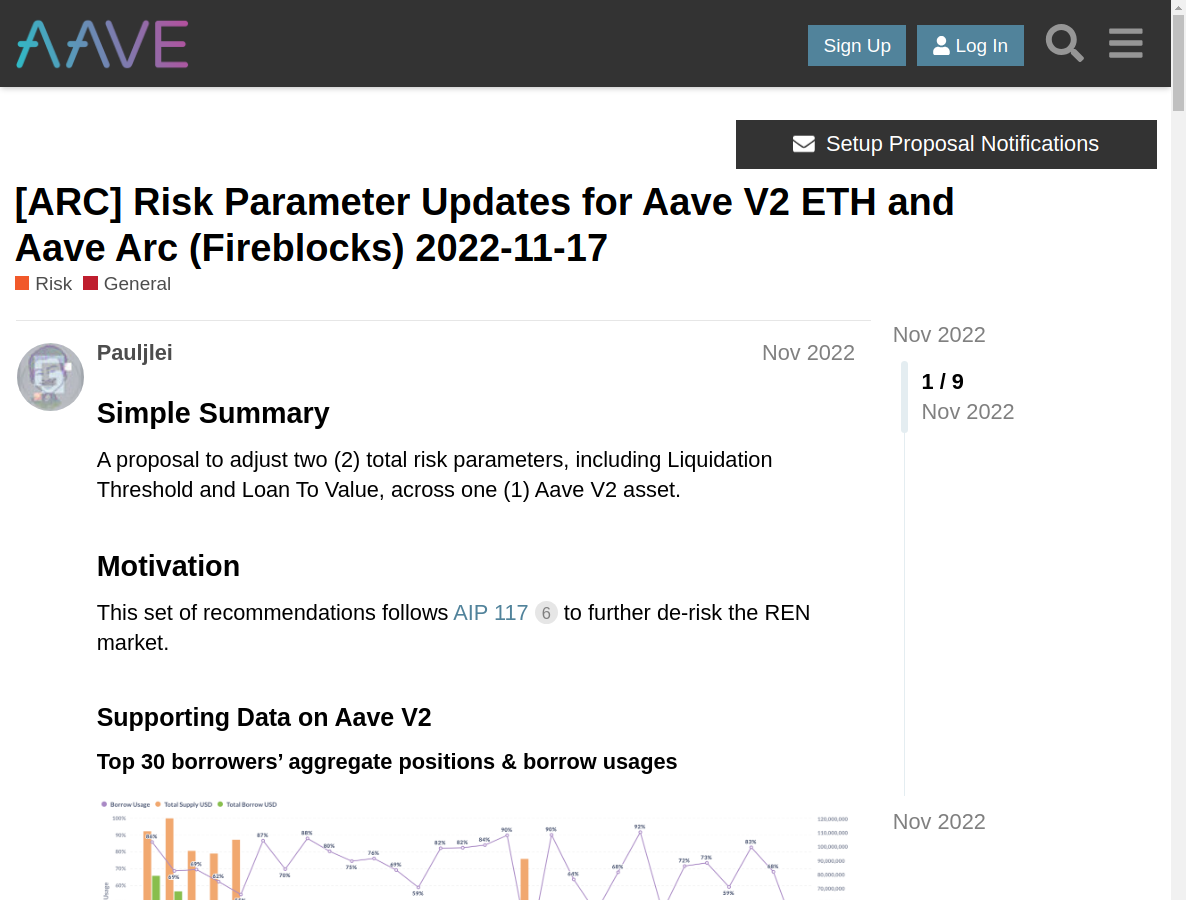 AAVE
Sign Up
Log In
Setup Proposal Notifications
[ARC] Risk Parameter Updates for Aave V2 ETH and
Aave Arc (Fireblocks) 2022-11-17
Risk General
Pauljlei
Nov 2022
Nov 2022
1 / 9
Nov 2022
Simple Summary
A proposal to adjust two (2) total risk parameters, including Liquidation
Threshold and Loan To Value, across one (1) Aave V2 asset.
Motivation
This set of recommendations follows AIP 117 6 to further de-risk the REN
market.
Supporting Data on Aave V2
Top 30 borrowers’ aggregate positions & borrow usages
Borrow Usage Total Supply USD Total Borrow USD
100%
90%
80%
70%
60%
86%
69%
69%
62%
87%
70%
88%
80%
75%
76%
69%
59%
82%
82%
84%
90%
90%
64%
68%
92%
72%
73%
59%
83%
68%
120,000,000
110,000,000
100,000,000
90,000,000
80,000,000
70,000,000
Usage
Nov 2022